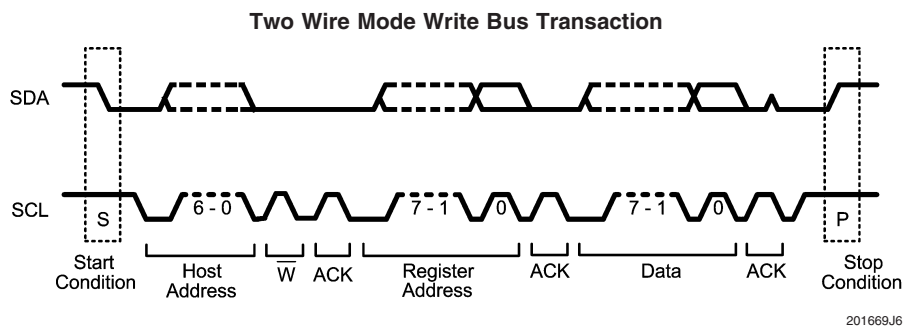 Two Wire Mode Write Bus Transaction
SDA
SCL
S
6 - 0
7 - 1
0
7 - 1
0
P
Start
Condition
Host
Address
W̅
ACK
Register
Address
ACK
Data
ACK
Stop
Condition
201669J6